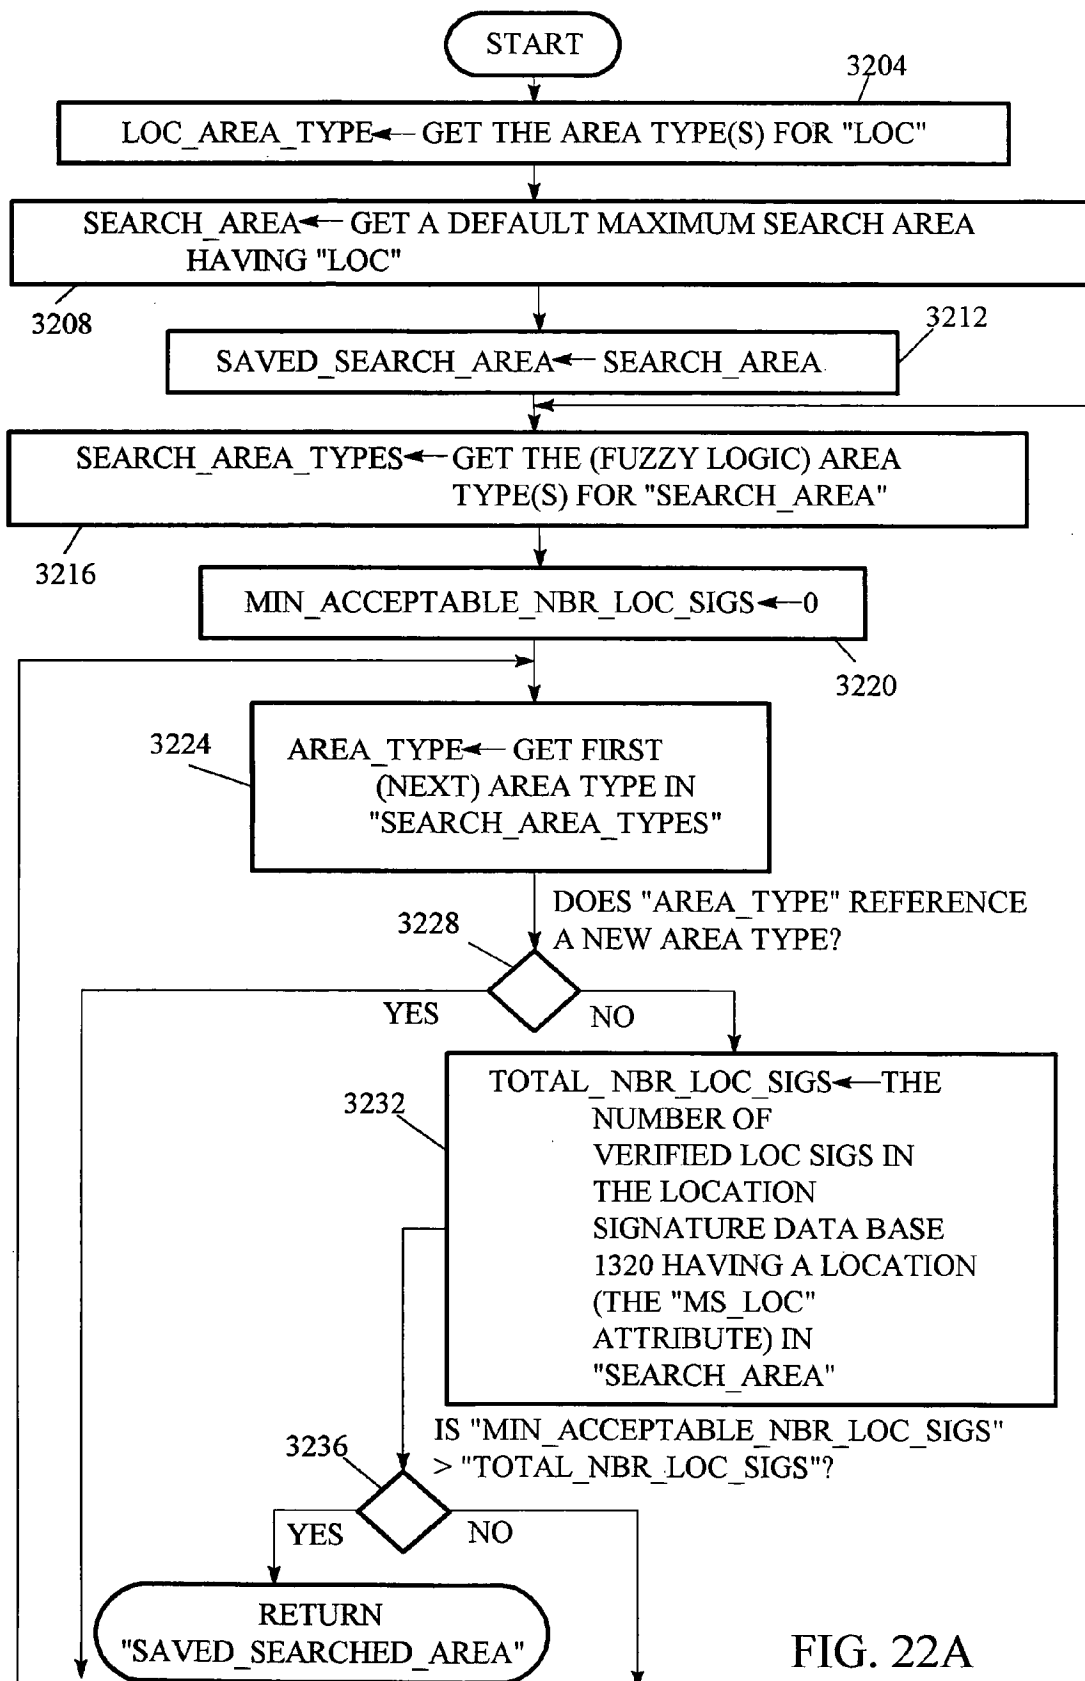 START
3204
LOC_AREA_TYPE← GET THE AREA TYPE(S) FOR "LOC"
SEARCH_AREA← GET A DEFAULT MAXIMUM SEARCH AREA
HAVING "LOC"
3208
3212
SAVED_SEARCH_AREA← SEARCH_AREA
SEARCH_AREA_TYPES← GET THE (FUZZY LOGIC) AREA
TYPE(S) FOR "SEARCH_AREA"
3216
MIN_ACCEPTABLE_NBR_LOC_SIGS←0
3220
3224
AREA_TYPE← GET FIRST
(NEXT) AREA TYPE IN
"SEARCH_AREA_TYPES"
DOES "AREA_TYPE" REFERENCE
A NEW AREA TYPE?
3228
YES
NO
TOTAL_ NBR_LOC_SIGS←THE
NUMBER OF
VERIFIED LOC SIGS IN
THE LOCATION
SIGNATURE DATA BASE
1320 HAVING A LOCATION
(THE "MS_LOC"
ATTRIBUTE) IN
"SEARCH_AREA"
3232
IS "MIN_ACCEPTABLE_NBR_LOC_SIGS"
> "TOTAL_NBR_LOC_SIGS"?
3236
YES
NO
RETURN
"SAVED_SEARCHED_AREA"
FIG. 22A